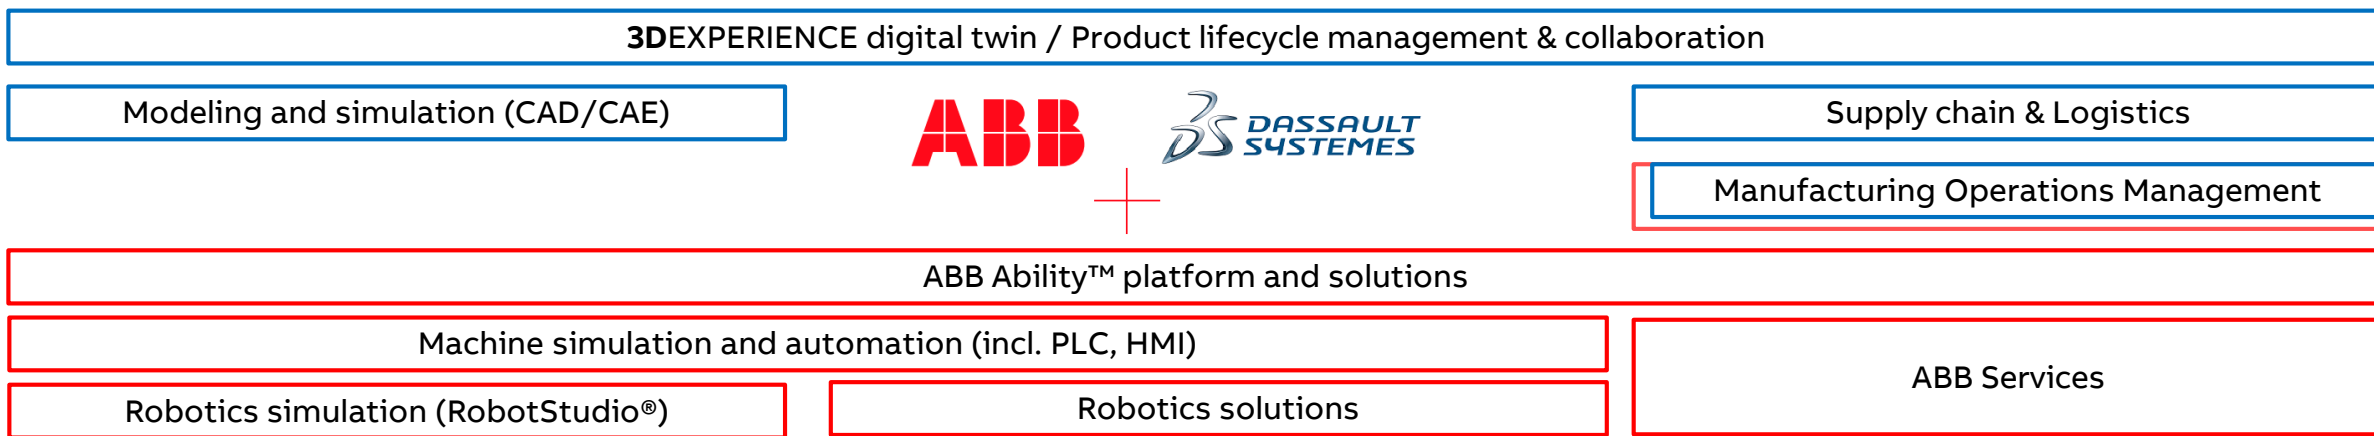 3DEXPERIENCE digital twin / Product lifecycle management & collaboration
Modeling and simulation (CAD/CAE)
ABB
DASSAULT
SYSTEMES
Supply chain & Logistics
Manufacturing Operations Management
ABB Ability™ platform and solutions
Machine simulation and automation (incl. PLC, HMI)
ABB Services
Robotics simulation (RobotStudio®)
Robotics solutions